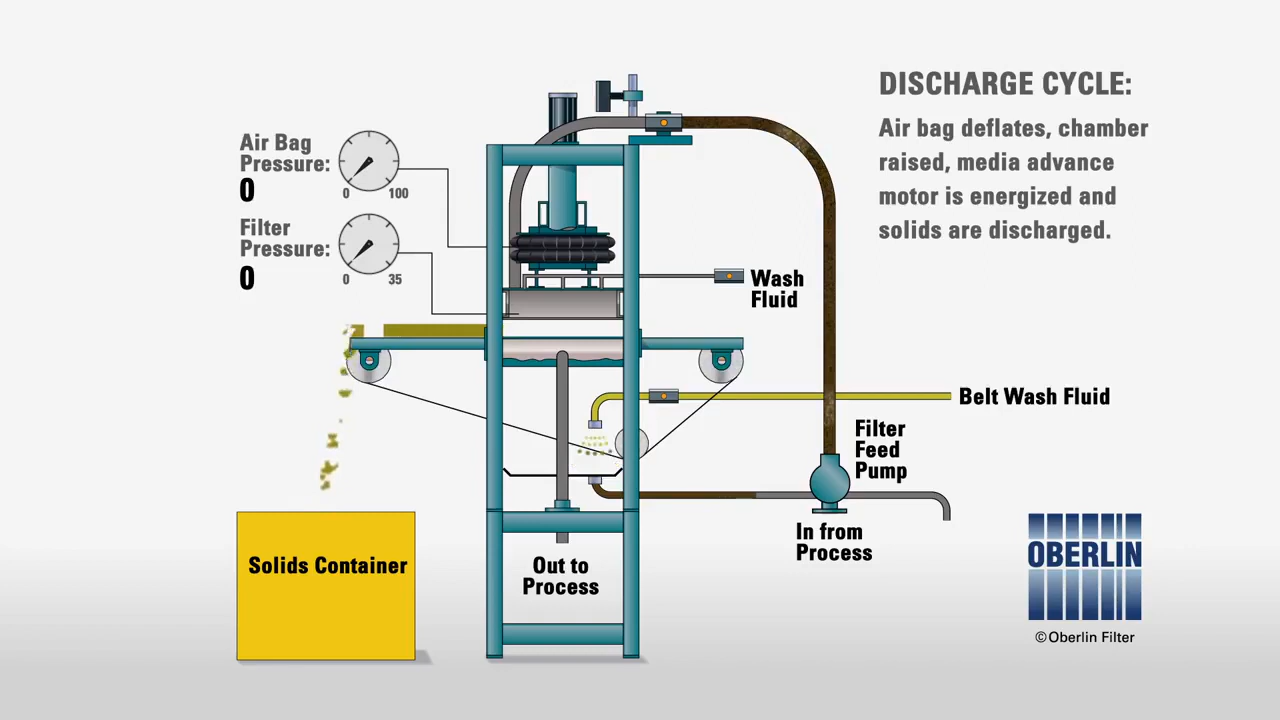 DISCHARGE CYCLE:
Air bag deflates, chamber
raised, media advance
motor is energized and
solids are discharged.
Air Bag
Pressure:
0
0 100
Filter
Pressure:
0
0 35
Wash
Fluid
Belt Wash Fluid
Filter
Feed
Pump
In from
Process
Solids Container
Out to
Process
OBERLIN
©Oberlin Filter